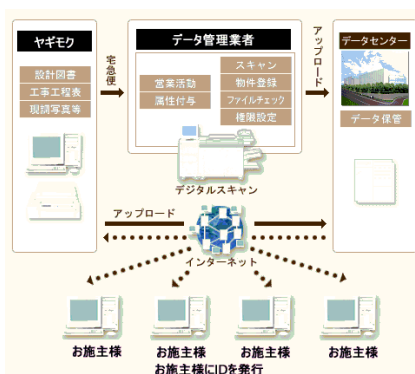 ヤギモク
設計図書
工事工程表
現調写真等
宅急便
データ管理業者
営業活動
属性付与
スキャン
物件登録
ファイルチェック
権限設定
デジタルスキャン
アップロード
データセンター
データ保管
アップロード
インターネット
お施主様
お施主様
お施主様
お施主様
お施主様にIDを発行